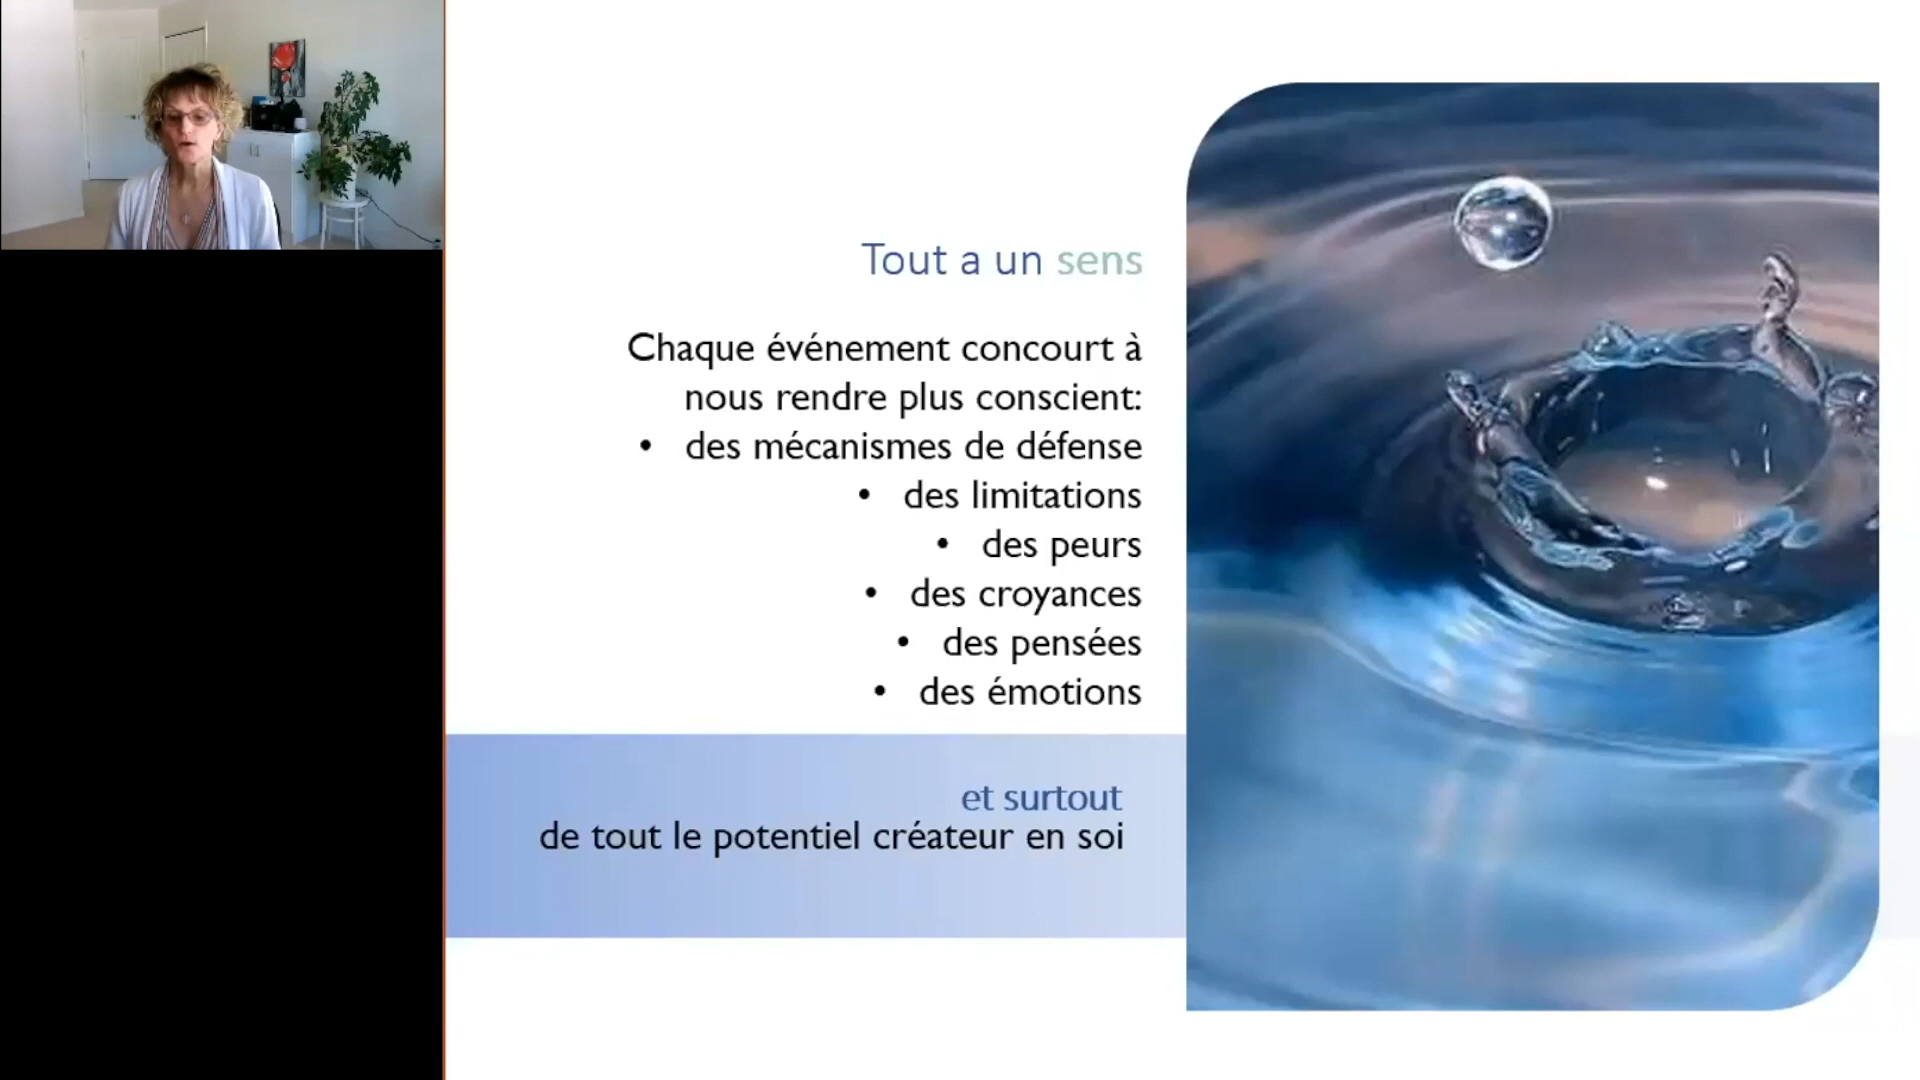 Tout a un sens
Chaque événement concourt à
nous rendre plus conscient:
• des mécanismes de défense
• des limitations
• des peurs
• des croyances
• des pensées
• des émotions
et surtout
de tout le potentiel créateur en soi